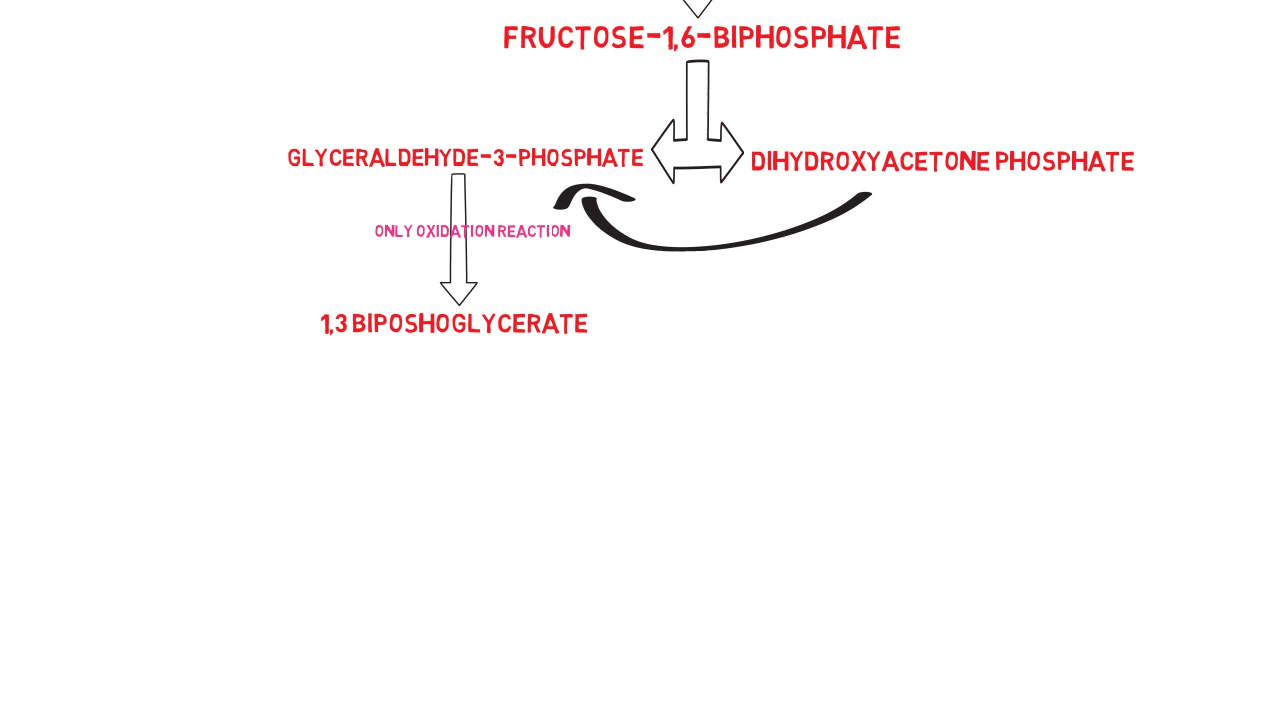 FRUCTOSE-1,6-BIPHOSPHATE
GLYCERALDEHYDE-3-PHOSPHATE
DIHYDROXYACETONE PHOSPHATE
ONLY OXIDATION REACTION
1,3 BIPOSHOGLYCERATE